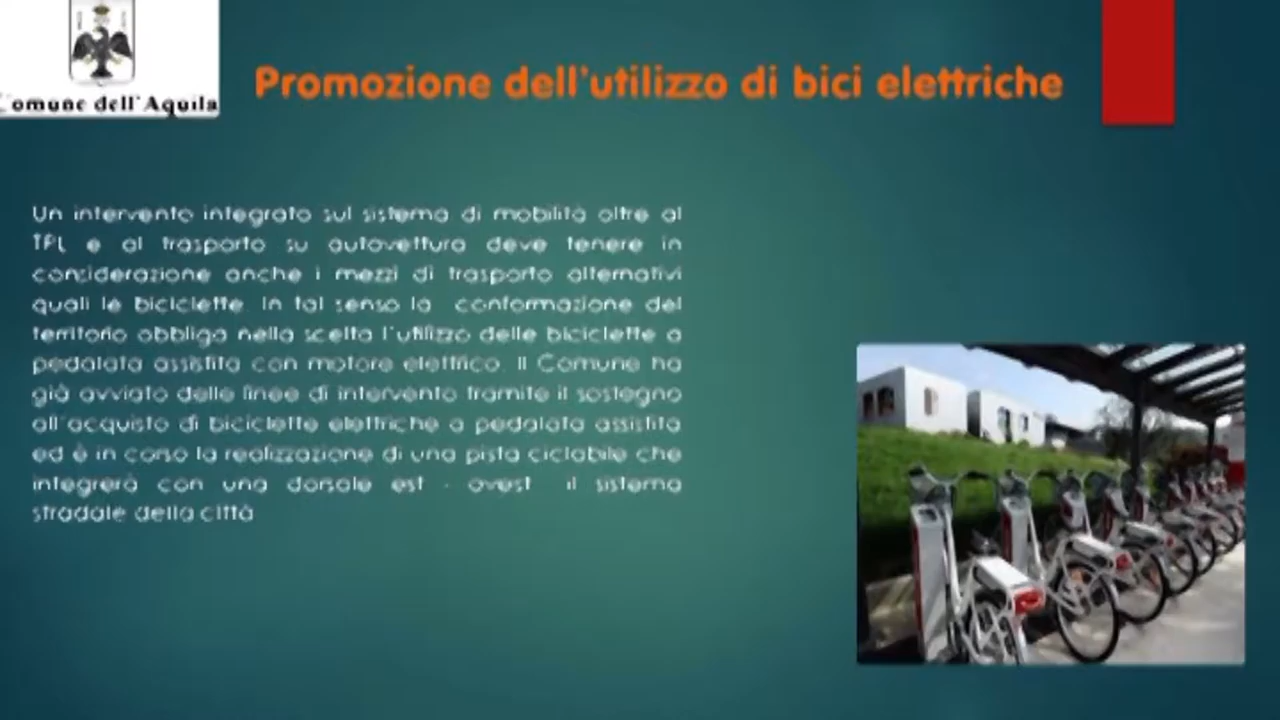 Comune dell'Aquila
Promozione dell'utilizzo di bici elettriche
Un intervento integrato sul sistema di mobilità oltre al
TPL e al trasporto su autovettura deve tenere in
considerazione anche i mezzi di trasporto alternativi
quali le biciclette. In tal senso la conformazione del
territorio obbliga nella scelta l'utilizzo delle biciclette a
pedalata assistita con motore elettrico. Il Comune ha
già avviato delle linee di intervento tramite il sostegno
all'acquisto di biciclette elettriche a pedalata assistita
ed è in corso la realizzazione di una pista ciclabile che
integrerà con una dorsale est - ovest il sistema
stradale della città